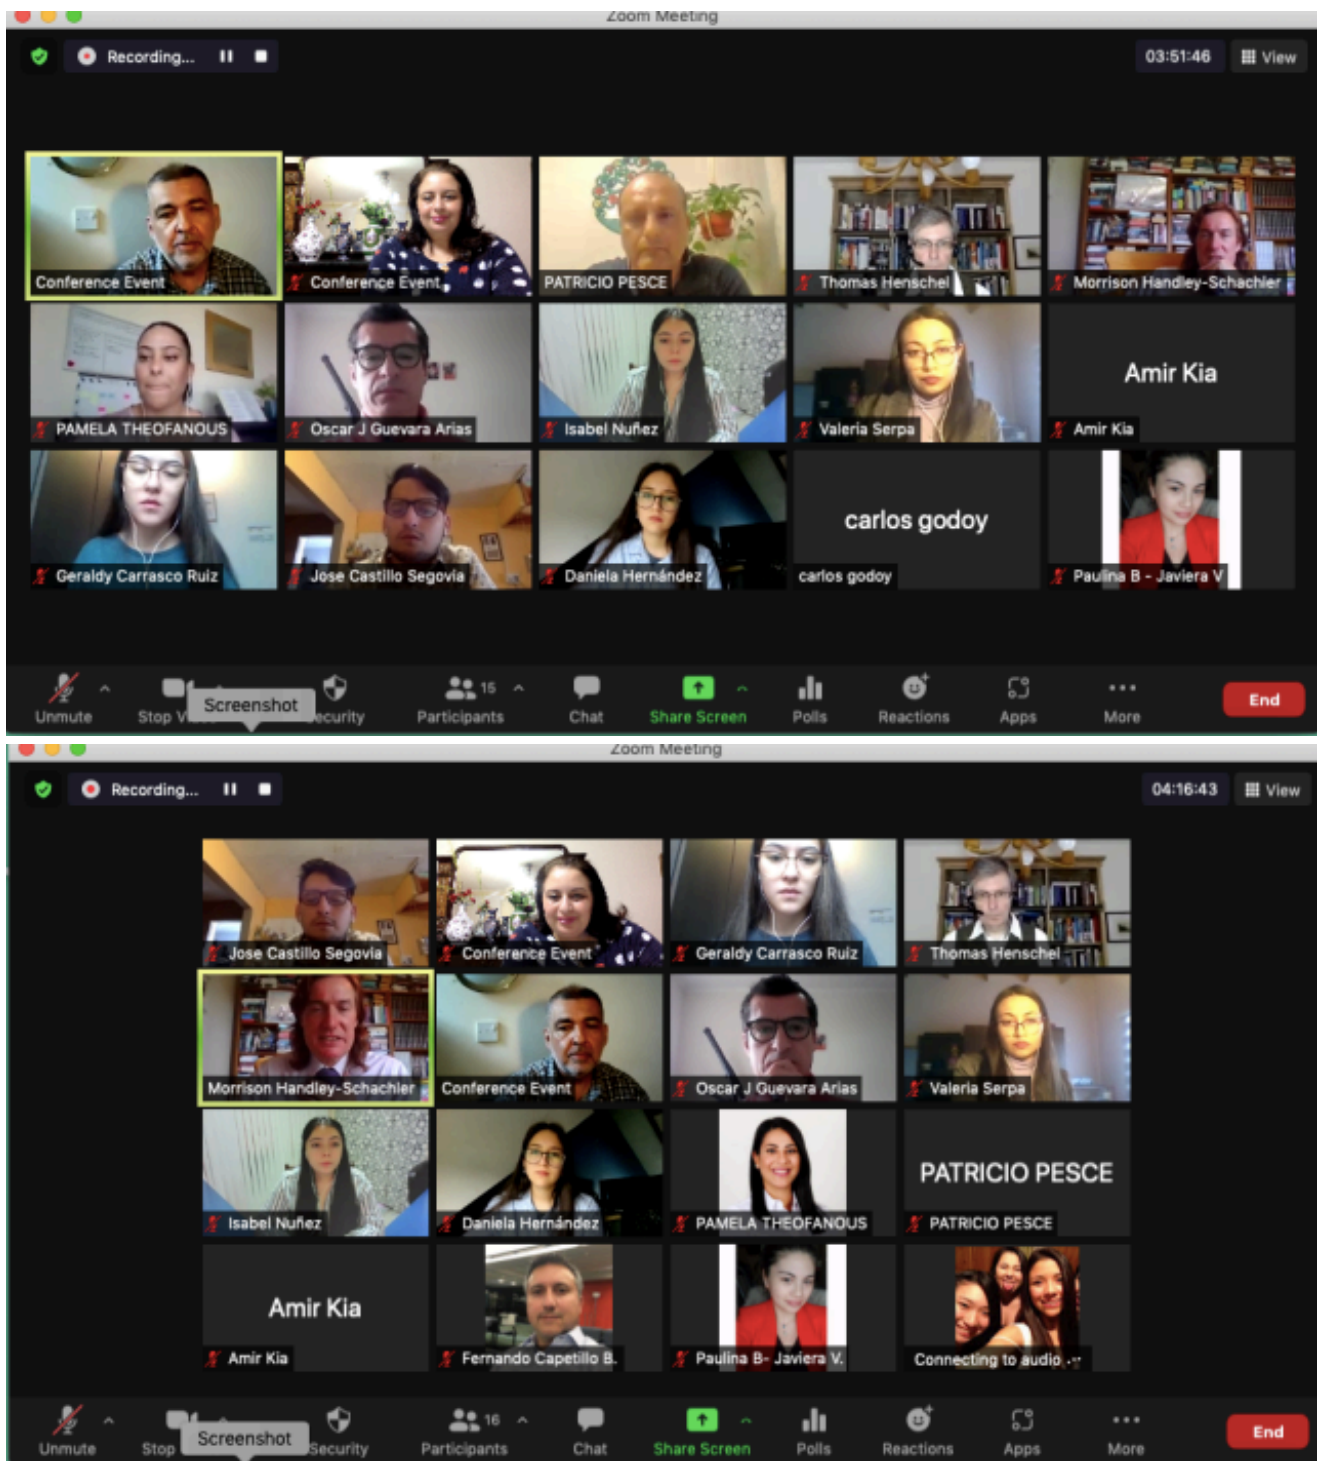 Zoom Meeting
Recording...
03:51:46 View
Conference Event Conference Event PATRICIO PESCE Thomas Henschel Morrison Handley-Schachler
Amir Kia
PAMELA THEOFANOUS Oscar J Guevara Arias Isabel Nuñez Valeria Serpa Amir Kia
carlos godoy
Geraldy Carrasco Ruiz Jose Castillo Segovia Daniela Hernández carlos godoy Paulina B - Javiera V
15
Screenshot
Unmute Stop V ecurity Participants Chat Share Screen Polls Reactions Apps More End
Zoom Meeting
Recording...
04:16:43 View
Jose Castillo Segovia Conference Event Geraldy Carrasco Ruiz Thomas Henschel
Morrison Handley-Schachler Conference Event Oscar J Guevara Arias Valeria Serpa
PATRICIO PESCE
Isabel Nuñez Daniela Hernández PAMELA THEOFANOUS PATRICIO PESCE
Amir Kia
Amir Kia Fernando Capetillo B. Paulina B- Javiera V. Connecting to audio ...
16
Screenshot
Unmute Stop Security Participants Chat Share Screen Polls Reactions Apps More End